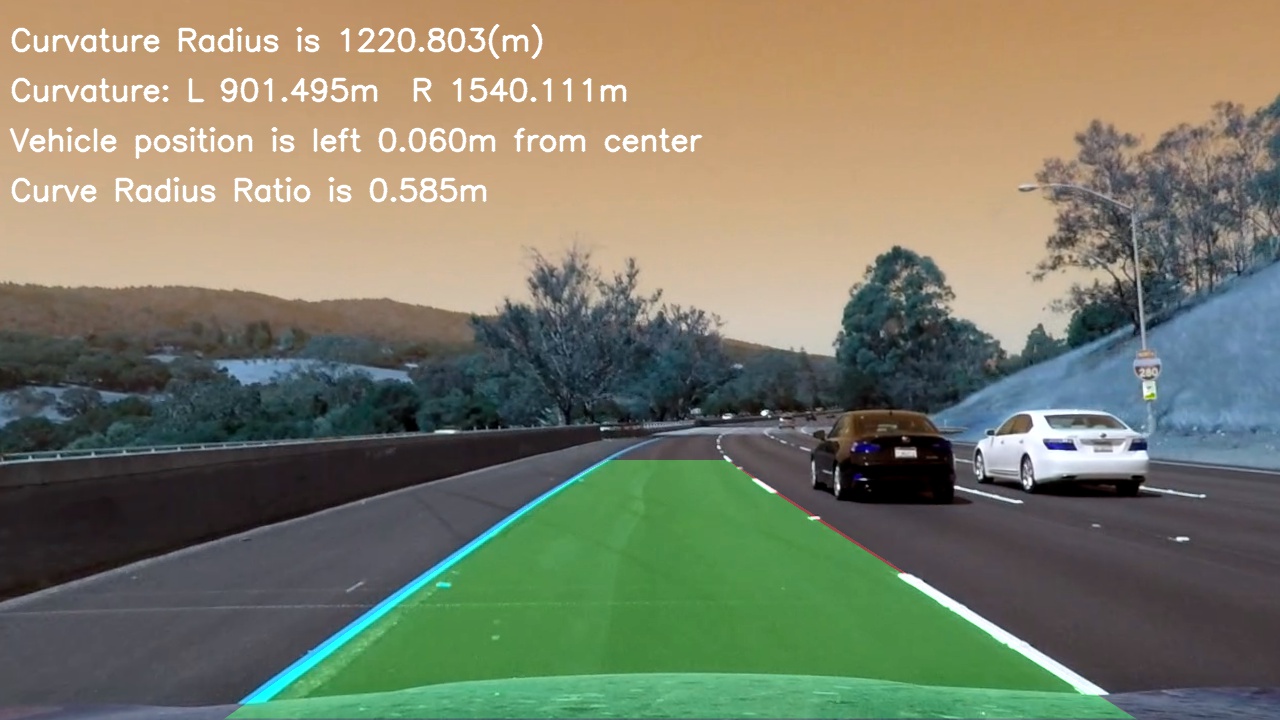 Curvature Radius is 1220.803(m)
Curvature: L 901.495m R 1540.111m
Vehicle position is left 0.060m from center
Curve Radius Ratio is 0.585m
280